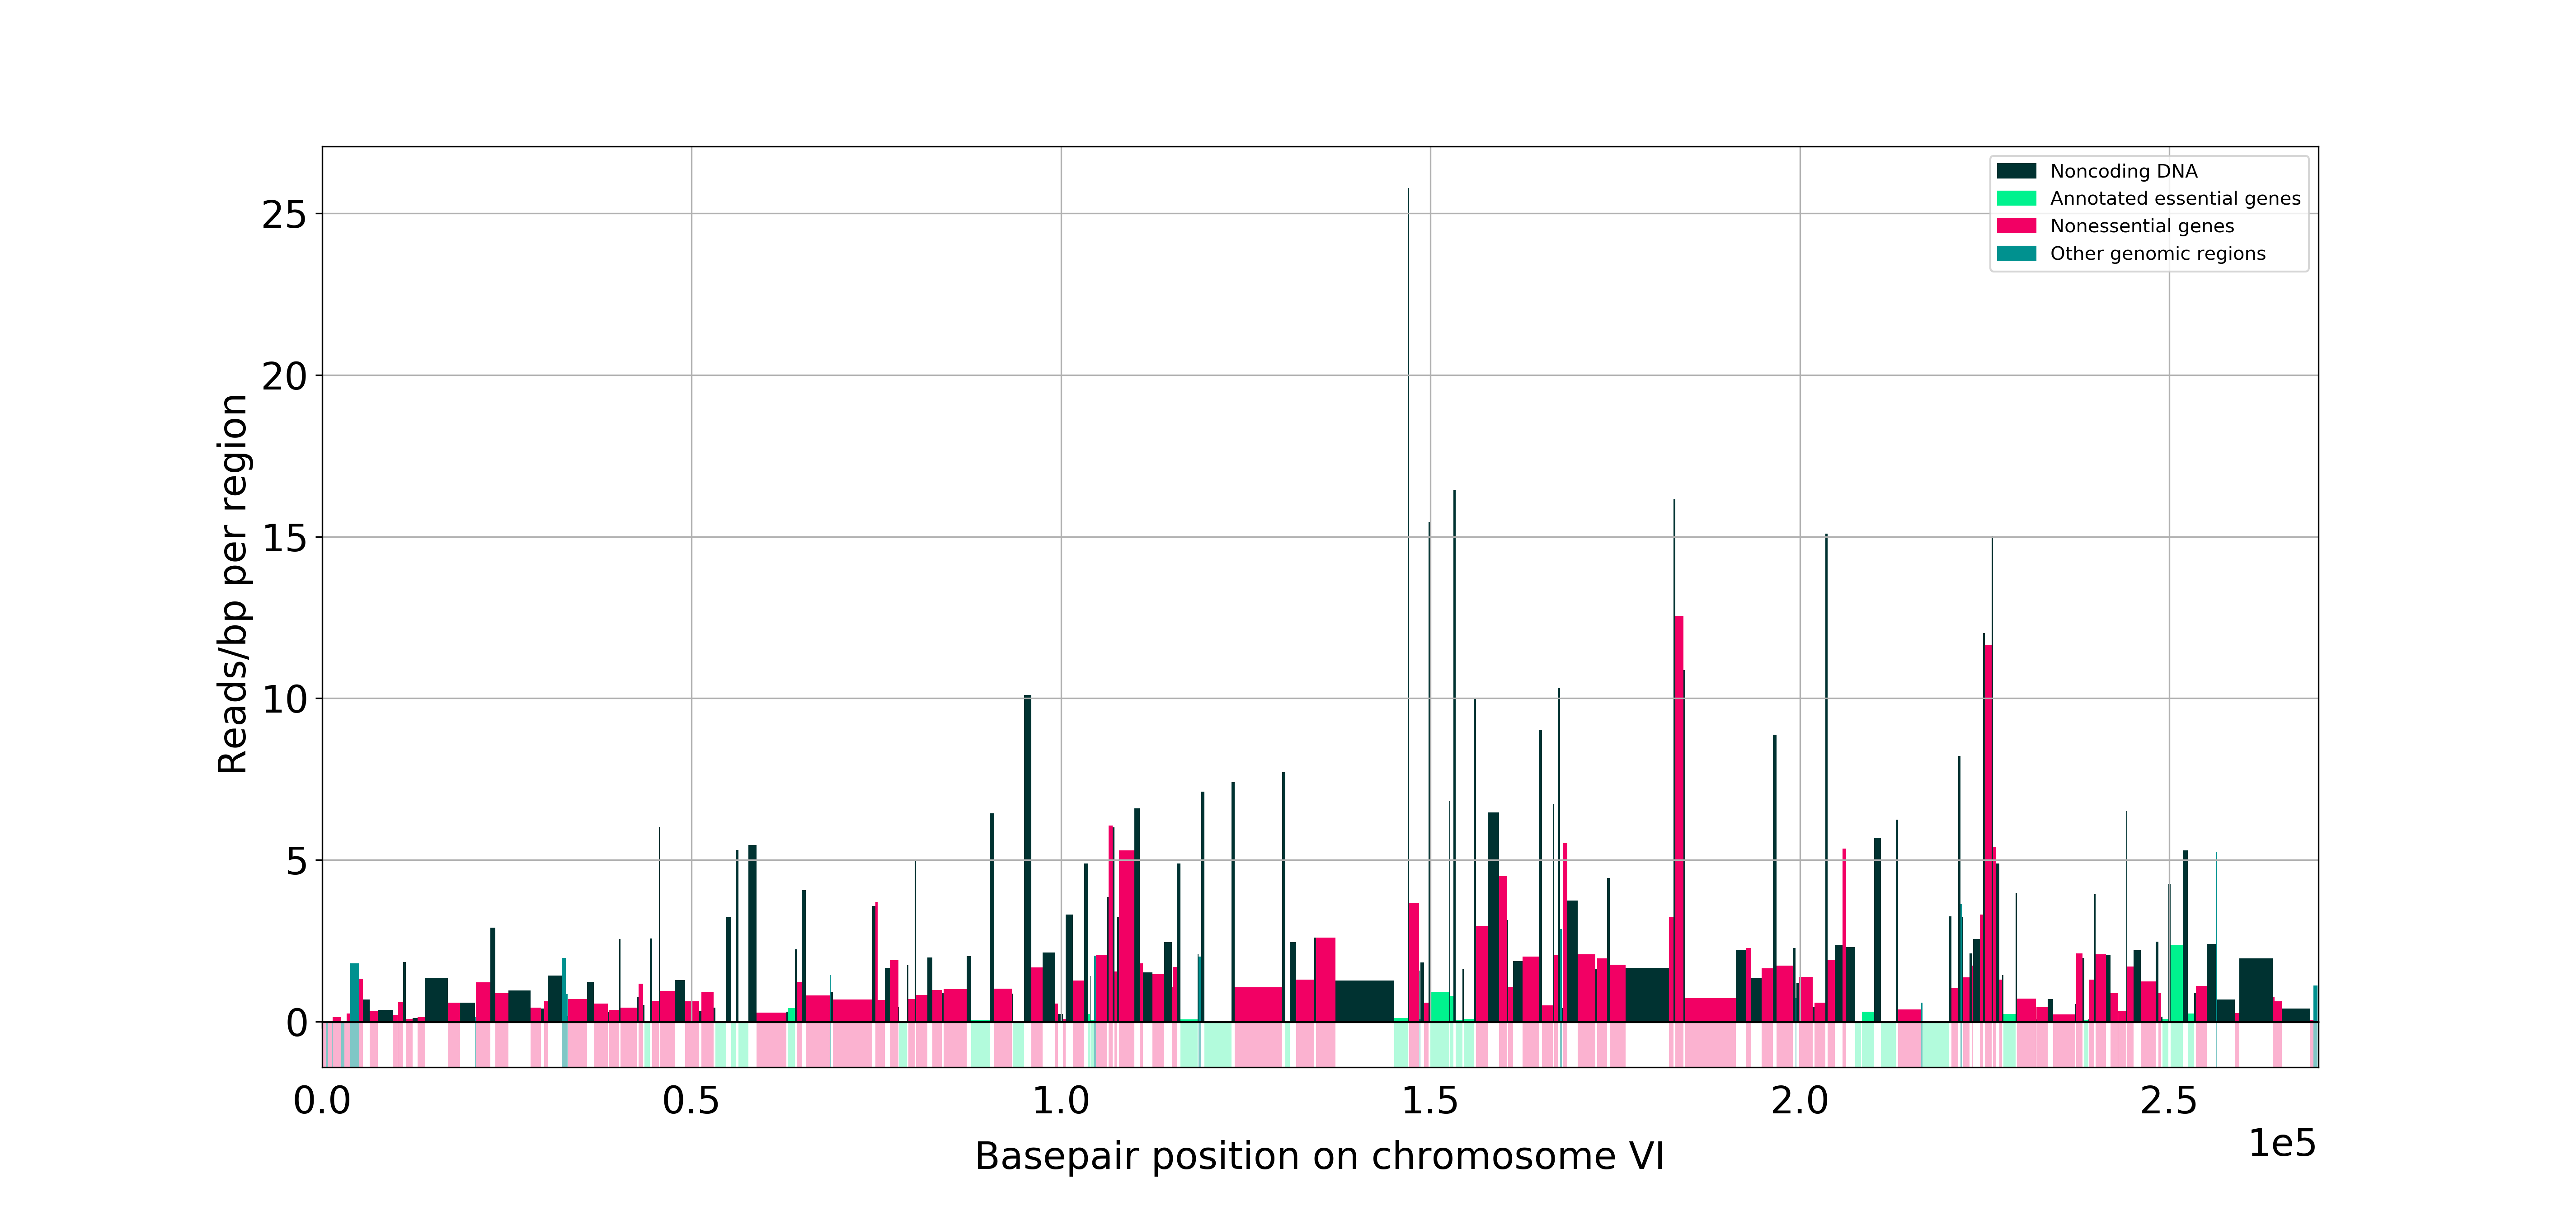 Noncoding DNA
Annotated essential genes
Nonessential genes
Other genomic regions
Reads/bp per region
25
20
15
10
5
0
0.0 0.5 1.0 1.5 2.0 2.5
1e5
Basepair position on chromosome VI